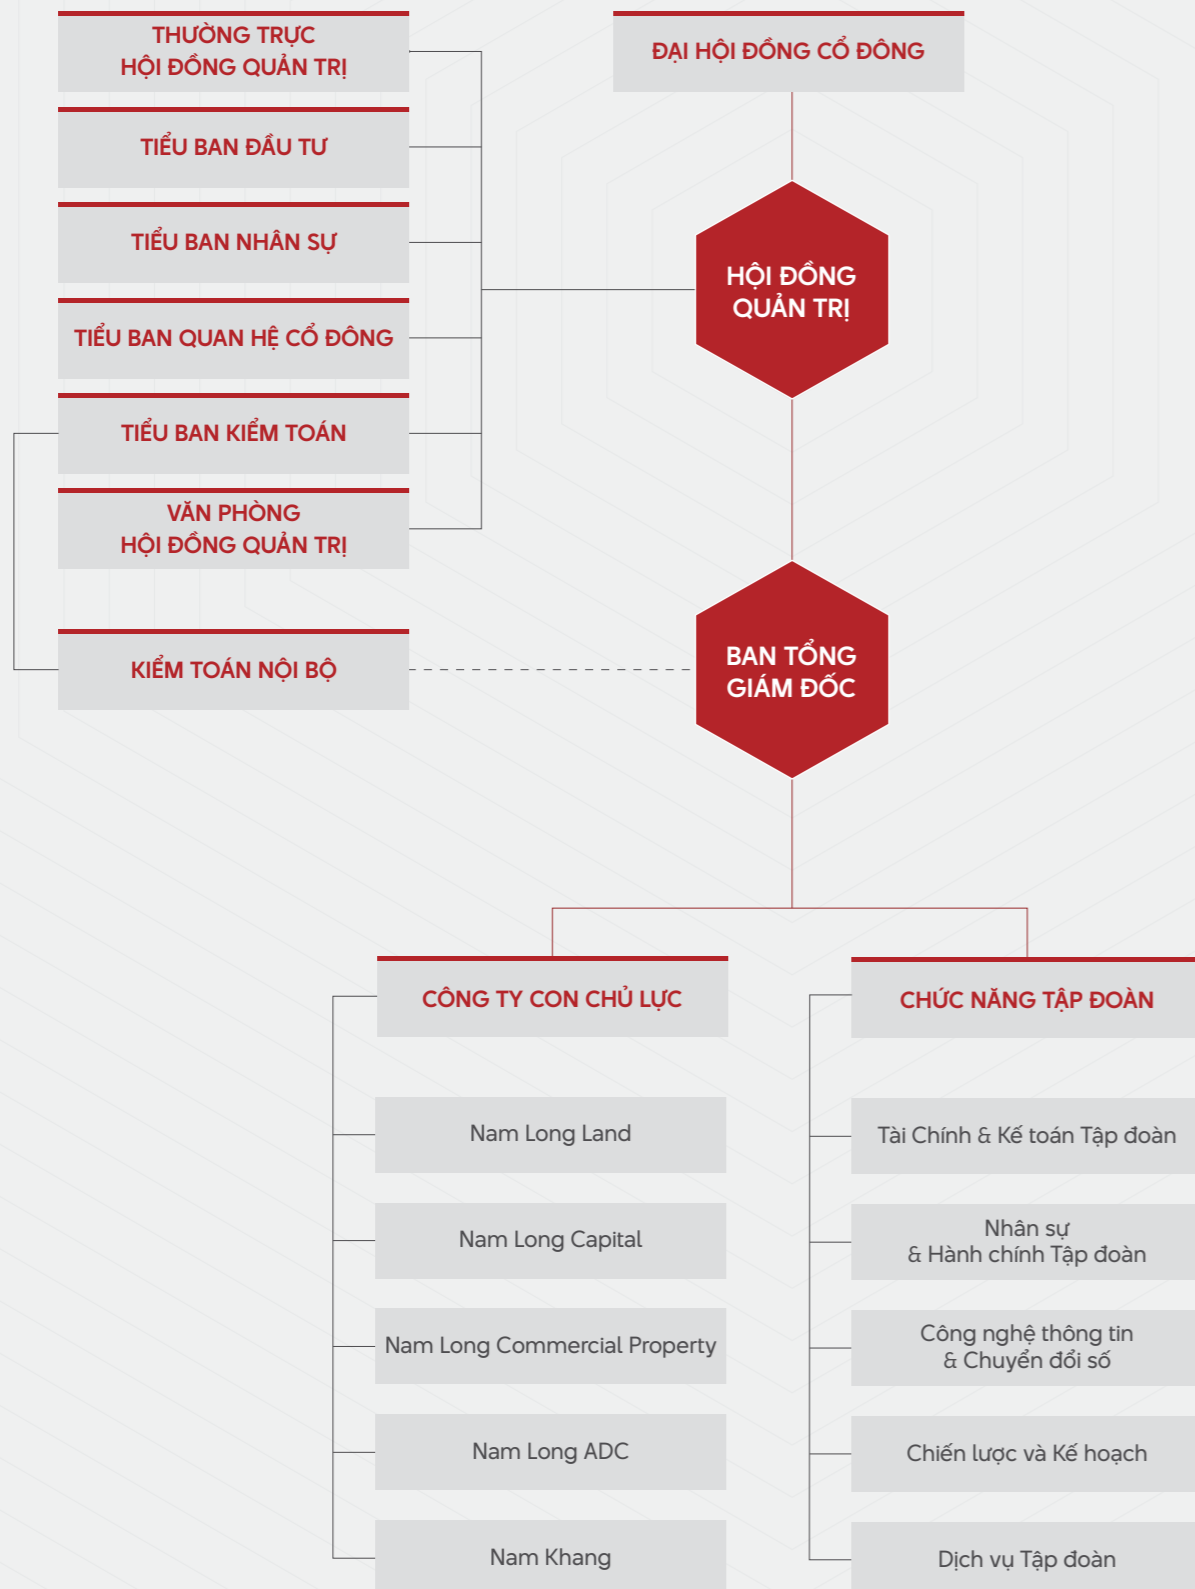 THƯỜNG TRỰC
HỘI ĐỒNG QUẢN TRỊ
TIỂU BAN ĐẦU TƯ
TIỂU BAN NHÂN SỰ
TIỂU BAN QUAN HỆ CỔ ĐÔNG
TIỂU BAN KIỂM TOÁN
VĂN PHÒNG
HỘI ĐỒNG QUẢN TRỊ
KIỂM TOÁN NỘI BỘ
ĐẠI HỘI ĐỒNG CỔ ĐÔNG
HỘI ĐỒNG
QUẢN TRỊ
BAN TỔNG
GIÁM ĐỐC
CÔNG TY CON CHỦ LỰC
Nam Long Land
Nam Long Capital
Nam Long Commercial Property
Nam Long ADC
Nam Khang
CHỨC NĂNG TẬP ĐOÀN
Tài Chính & Kế toán Tập đoàn
Nhân sự
& Hành chính Tập đoàn
Công nghệ thông tin
& Chuyển đổi số
Chiến lược và Kế hoạch
Dịch vụ Tập đoàn